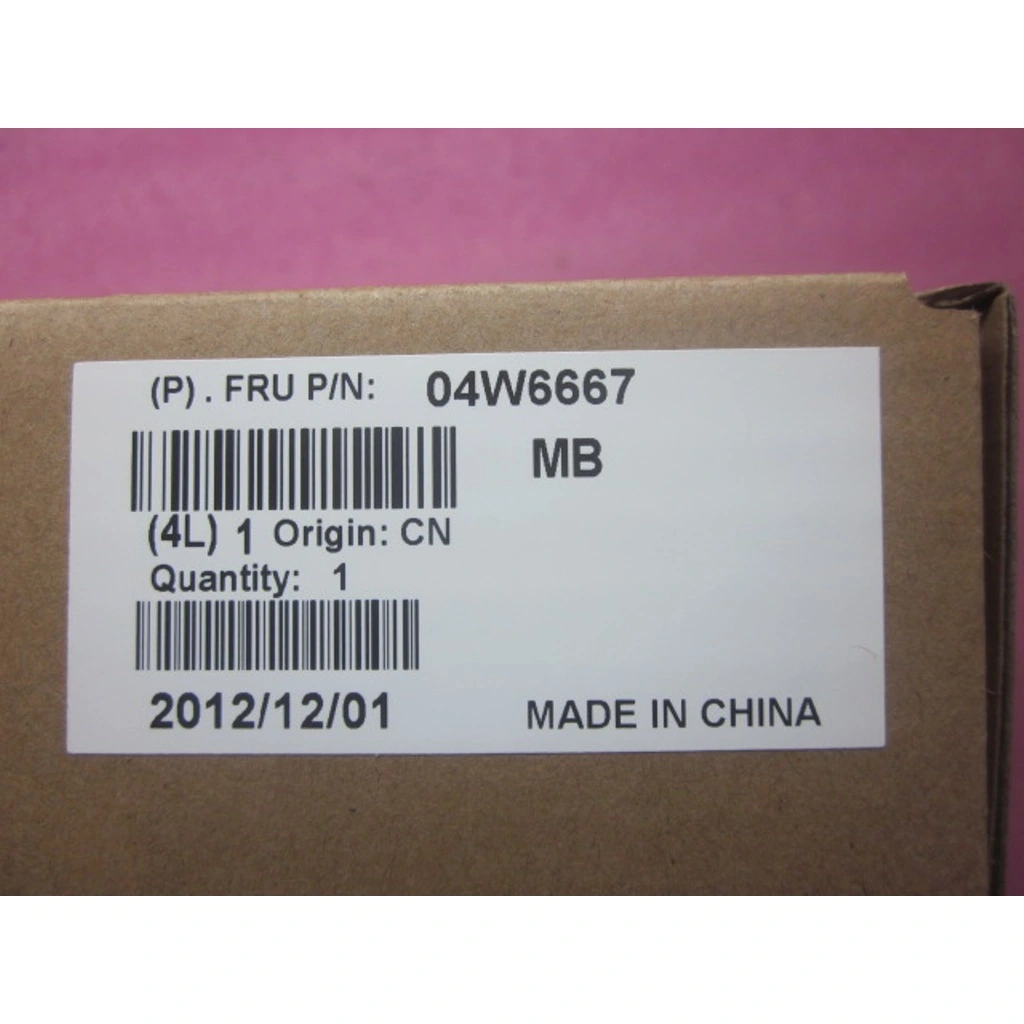 (P) . FRU P/N: 04W6667
MB
(4L) 1 Origin: CN
Quantity: 1
2012/12/01 MADE IN CHINA